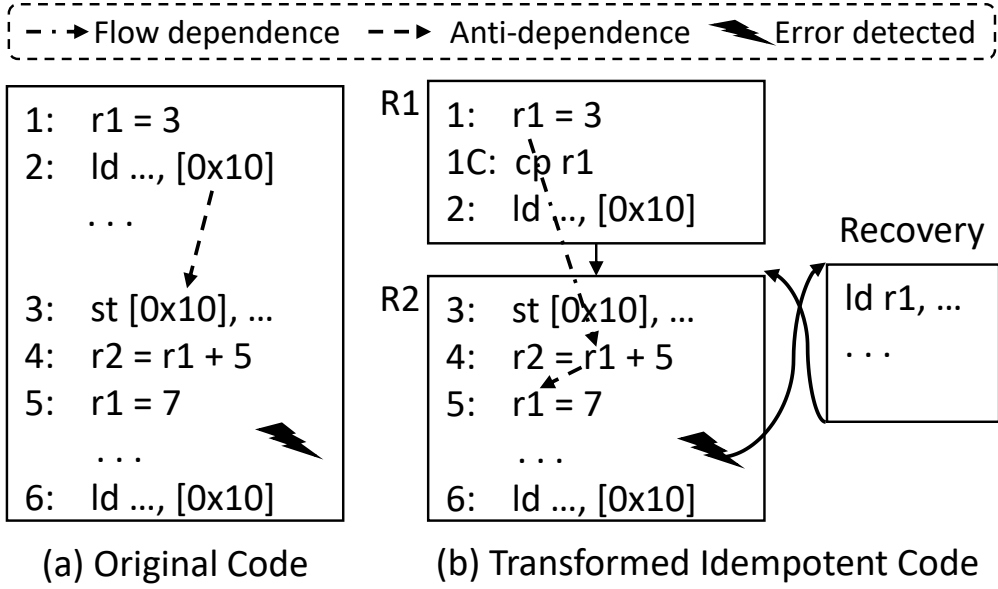 Flow dependence Anti-dependence Error detected
1: r1 = 3
2: ld ..., [0x10]
. . .
3: st [0x10], ...
4: r2 = r1 + 5
5: r1 = 7
. . .
6: ld ..., [0x10]
(a) Original Code
R1
1: r1 = 3
1C: cp r1
2: ld ..., [0x10]
R2
3: st [0x10], ...
4: r2 = r1 + 5
5: r1 = 7
. . .
6: ld ..., [0x10]
Recovery
ld r1, ...
. . .
(b) Transformed Idempotent Code